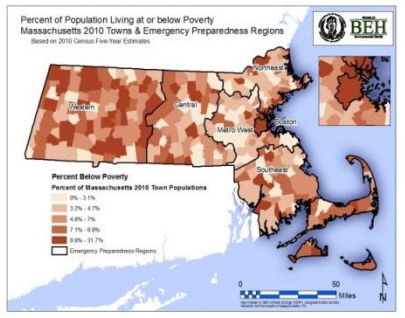 Percent of Population Living at or below Poverty
Massachusetts 2010 Towns & Emergency Preparedness Regions
Based on 2010 Census Five-Year Estimates
BEH
Northeast
Western
Central
Boston
Metro West
Southeast
Percent Below Poverty
Percent of Massachusetts 2010 Town Populations
0% - 3.1%
3.2% - 4.7%
4.8% - 7%
7.1% - 9.8%
9.9% - 31.7%
Emergency Preparedness Regions
0
50
Miles
N